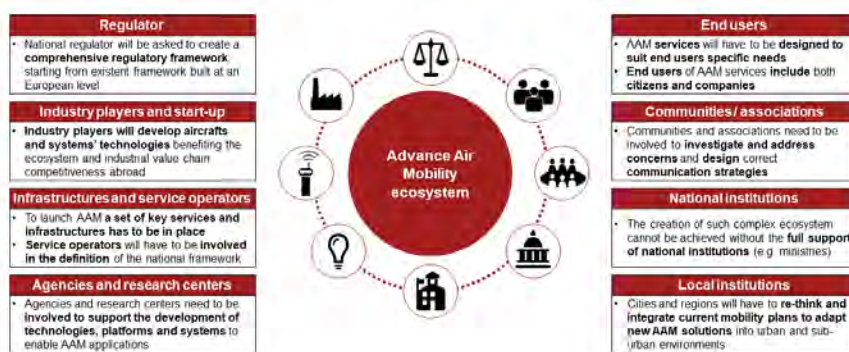 Regulator
• National regulator will be asked to create a
comprehensive regulatory framework
starting from existent framework built at an
European level
Industry players and start-up
• Industry players will develop aircrafts
and systems' technologies benefiting the
ecosystem and industrial value chain
competitiveness abroad
Infrastructures and service operators
• To launch AAM a set of key services and
infrastructures has to be in place
• Service operators will have to be involved
in the definition of the national framework
Agencies and research centers
• Agencies and research centers need to be
involved to support the development of
technologies, platforms and systems to
enable AAM applications
Advance Air
Mobility
ecosystem
End users
• AAM services will have to be designed to
suit end users specific needs
• End users of AAM services include both
citizens and companies
Communities / associations
• Communities and associations need to be
involved to investigate and address
concerns and design correct
communication strategies
National institutions
• The creation of such complex ecosystem
cannot be achieved without the full support
of national institutions (e.g. ministries)
Local institutions
• Cities and regions will have to re-think and
integrate current mobility plans to adapt
new AAM solutions into urban and sub-
urban environments